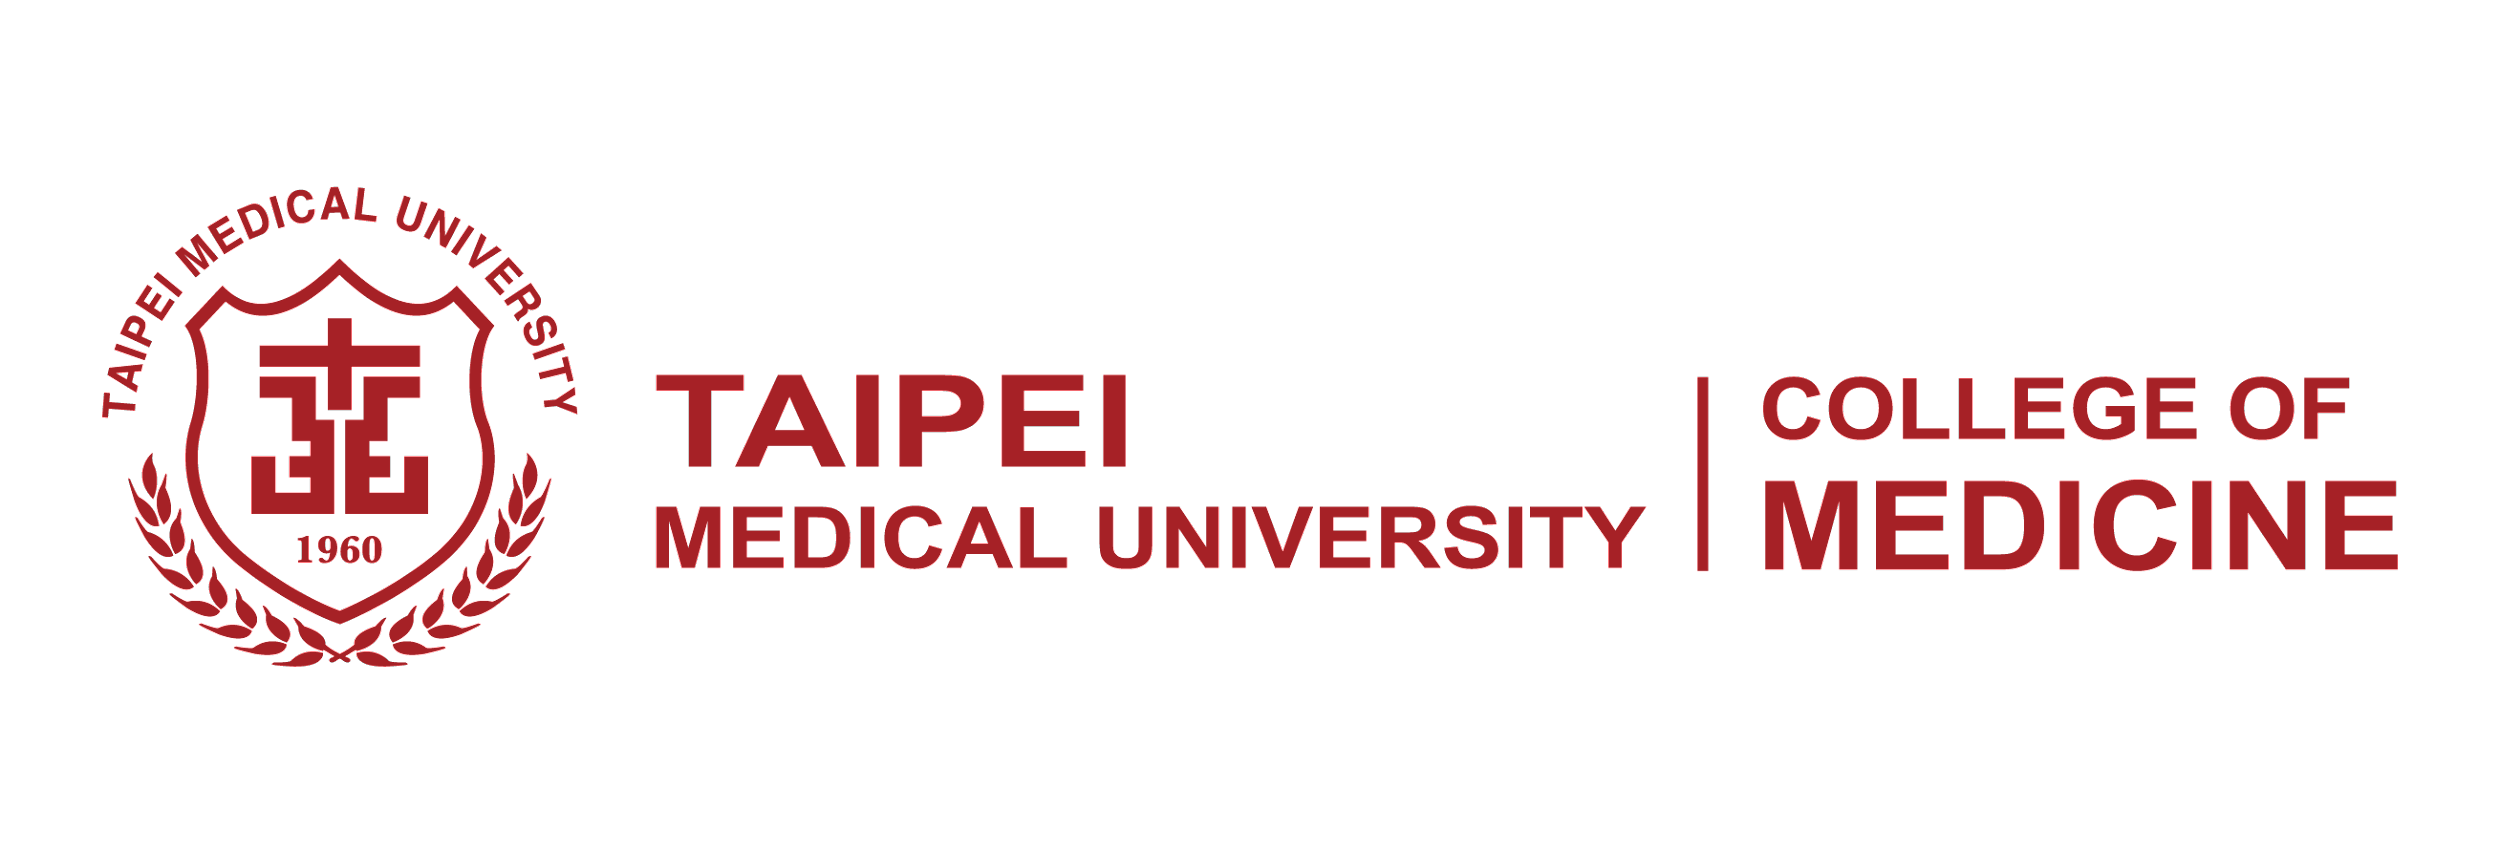 TAIPEI MEDICAL UNIVERSITY
1960
TAIPEI
MEDICAL UNIVERSITY
COLLEGE OF
MEDICINE